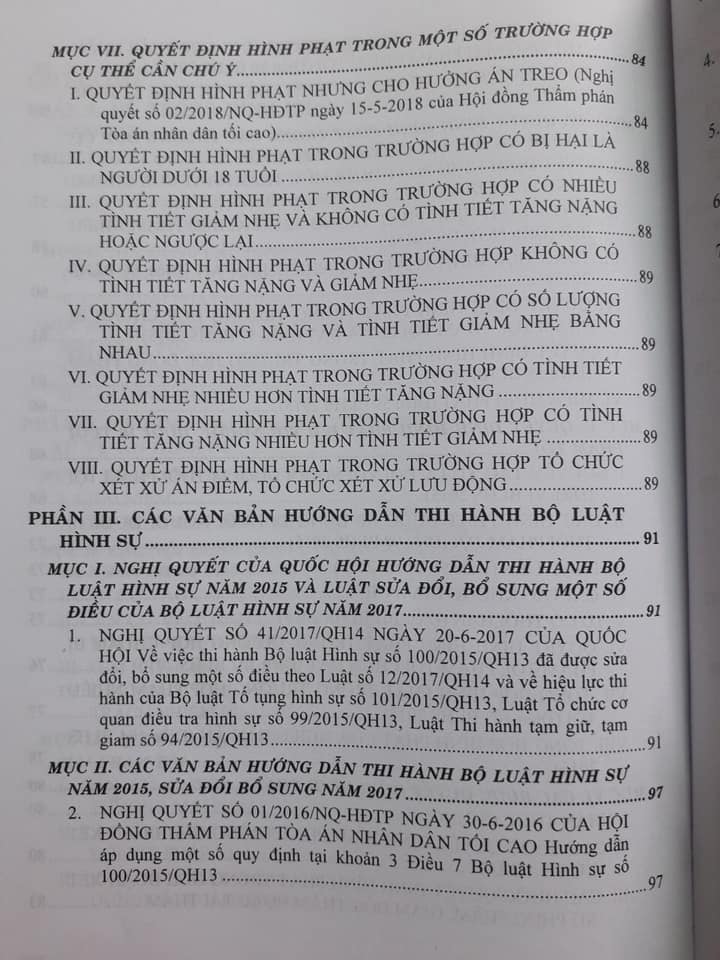 MỤC VII. QUYẾT ĐỊNH HÌNH PHẠT TRONG MỘT SỐ TRƯỜNG HỢP
CỤ THỂ CẦN CHÚ Ý........84
I. QUYẾT ĐỊNH HÌNH PHẠT NHƯNG CHO HƯỞNG ÁN TREO (Nghị
quyết số 02/2018/NQ-HĐTP ngày 15-5-2018 của Hội đồng Thẩm phán
Tòa án nhân dân tối cao)........84
II. QUYẾT ĐỊNH HÌNH PHẠT TRONG TRƯỜNG HỢP CÓ BỊ HẠI LÀ
NGƯỜI DƯỚI 18 TUỔI........88
III. QUYẾT ĐỊNH HÌNH PHẠT TRONG TRƯỜNG HỢP CÓ NHIỀU
TÌNH TIẾT GIẢM NHẸ VÀ KHÔNG CÓ TÌNH TIẾT TĂNG NẶNG
HOẶC NGƯỢC LẠI........88
IV. QUYẾT ĐỊNH HÌNH PHẠT TRONG TRƯỜNG HỢP KHÔNG CÓ
TÌNH TIẾT TĂNG NẶNG VÀ GIẢM NHẸ........89
V. QUYẾT ĐỊNH HÌNH PHẠT TRONG TRƯỜNG HỢP CÓ SỐ LƯỢNG
TÌNH TIẾT TĂNG NẶNG VÀ TÌNH TIẾT GIẢM NHẸ BẰNG
NHAU........89
VI. QUYẾT ĐỊNH HÌNH PHẠT TRONG TRƯỜNG HỢP CÓ TÌNH TIẾT
GIẢM NHẸ NHIỀU HƠN TÌNH TIẾT TĂNG NẶNG........89
VII. QUYẾT ĐỊNH HÌNH PHẠT TRONG TRƯỜNG HỢP CÓ TÌNH
TIẾT TĂNG NẶNG NHIỀU HƠN TÌNH TIẾT GIẢM NHẸ........89
VIII. QUYẾT ĐỊNH HÌNH PHẠT TRONG TRƯỜNG HỢP TỔ CHỨC
XÉT XỬ ÁN ĐIỂM, TỔ CHỨC XÉT XỬ LƯU ĐỘNG........89
PHẦN III. CÁC VĂN BẢN HƯỚNG DẪN THI HÀNH BỘ LUẬT
HÌNH SỰ........91
MỤC I. NGHỊ QUYẾT CỦA QUỐC HỘI HƯỚNG DẪN THI HÀNH BỘ
LUẬT HÌNH SỰ NĂM 2015 VÀ LUẬT SỬA ĐỔI, BỔ SUNG MỘT SỐ
ĐIỀU CỦA BỘ LUẬT HÌNH SỰ NĂM 2017........91
1. NGHỊ QUYẾT SỐ 41/2017/QH14 NGÀY 20-6-2017 CỦA QUỐC
HỘI Về việc thi hành Bộ luật Hình sự số 100/2015/QH13 đã được sửa
đổi, bổ sung một số điều theo Luật số 12/2017/QH14 và về hiệu lực thi
hành của Bộ luật Tố tụng hình sự số 101/2015/QH13, Luật Tổ chức cơ
quan điều tra hình sự số 99/2015/QH13, Luật Thi hành tạm giữ, tạm
giam số 94/2015/QH13........91
MỤC II. CÁC VĂN BẢN HƯỚNG DẪN THI HÀNH BỘ LUẬT HÌNH SỰ
NĂM 2015, SỬA ĐỔI BỔ SUNG NĂM 2017........97
2. NGHỊ QUYẾT SỐ 01/2016/NQ-HĐTP NGÀY 30-6-2016 CỦA HỘI
ĐỒNG THẨM PHÁN TÒA ÁN NHÂN DÂN TỐI CAO Hướng dẫn
áp dụng một số quy định tại khoản 3 Điều 7 Bộ luật Hình sự số
100/2015/QH13........97
4.
5.
6
7